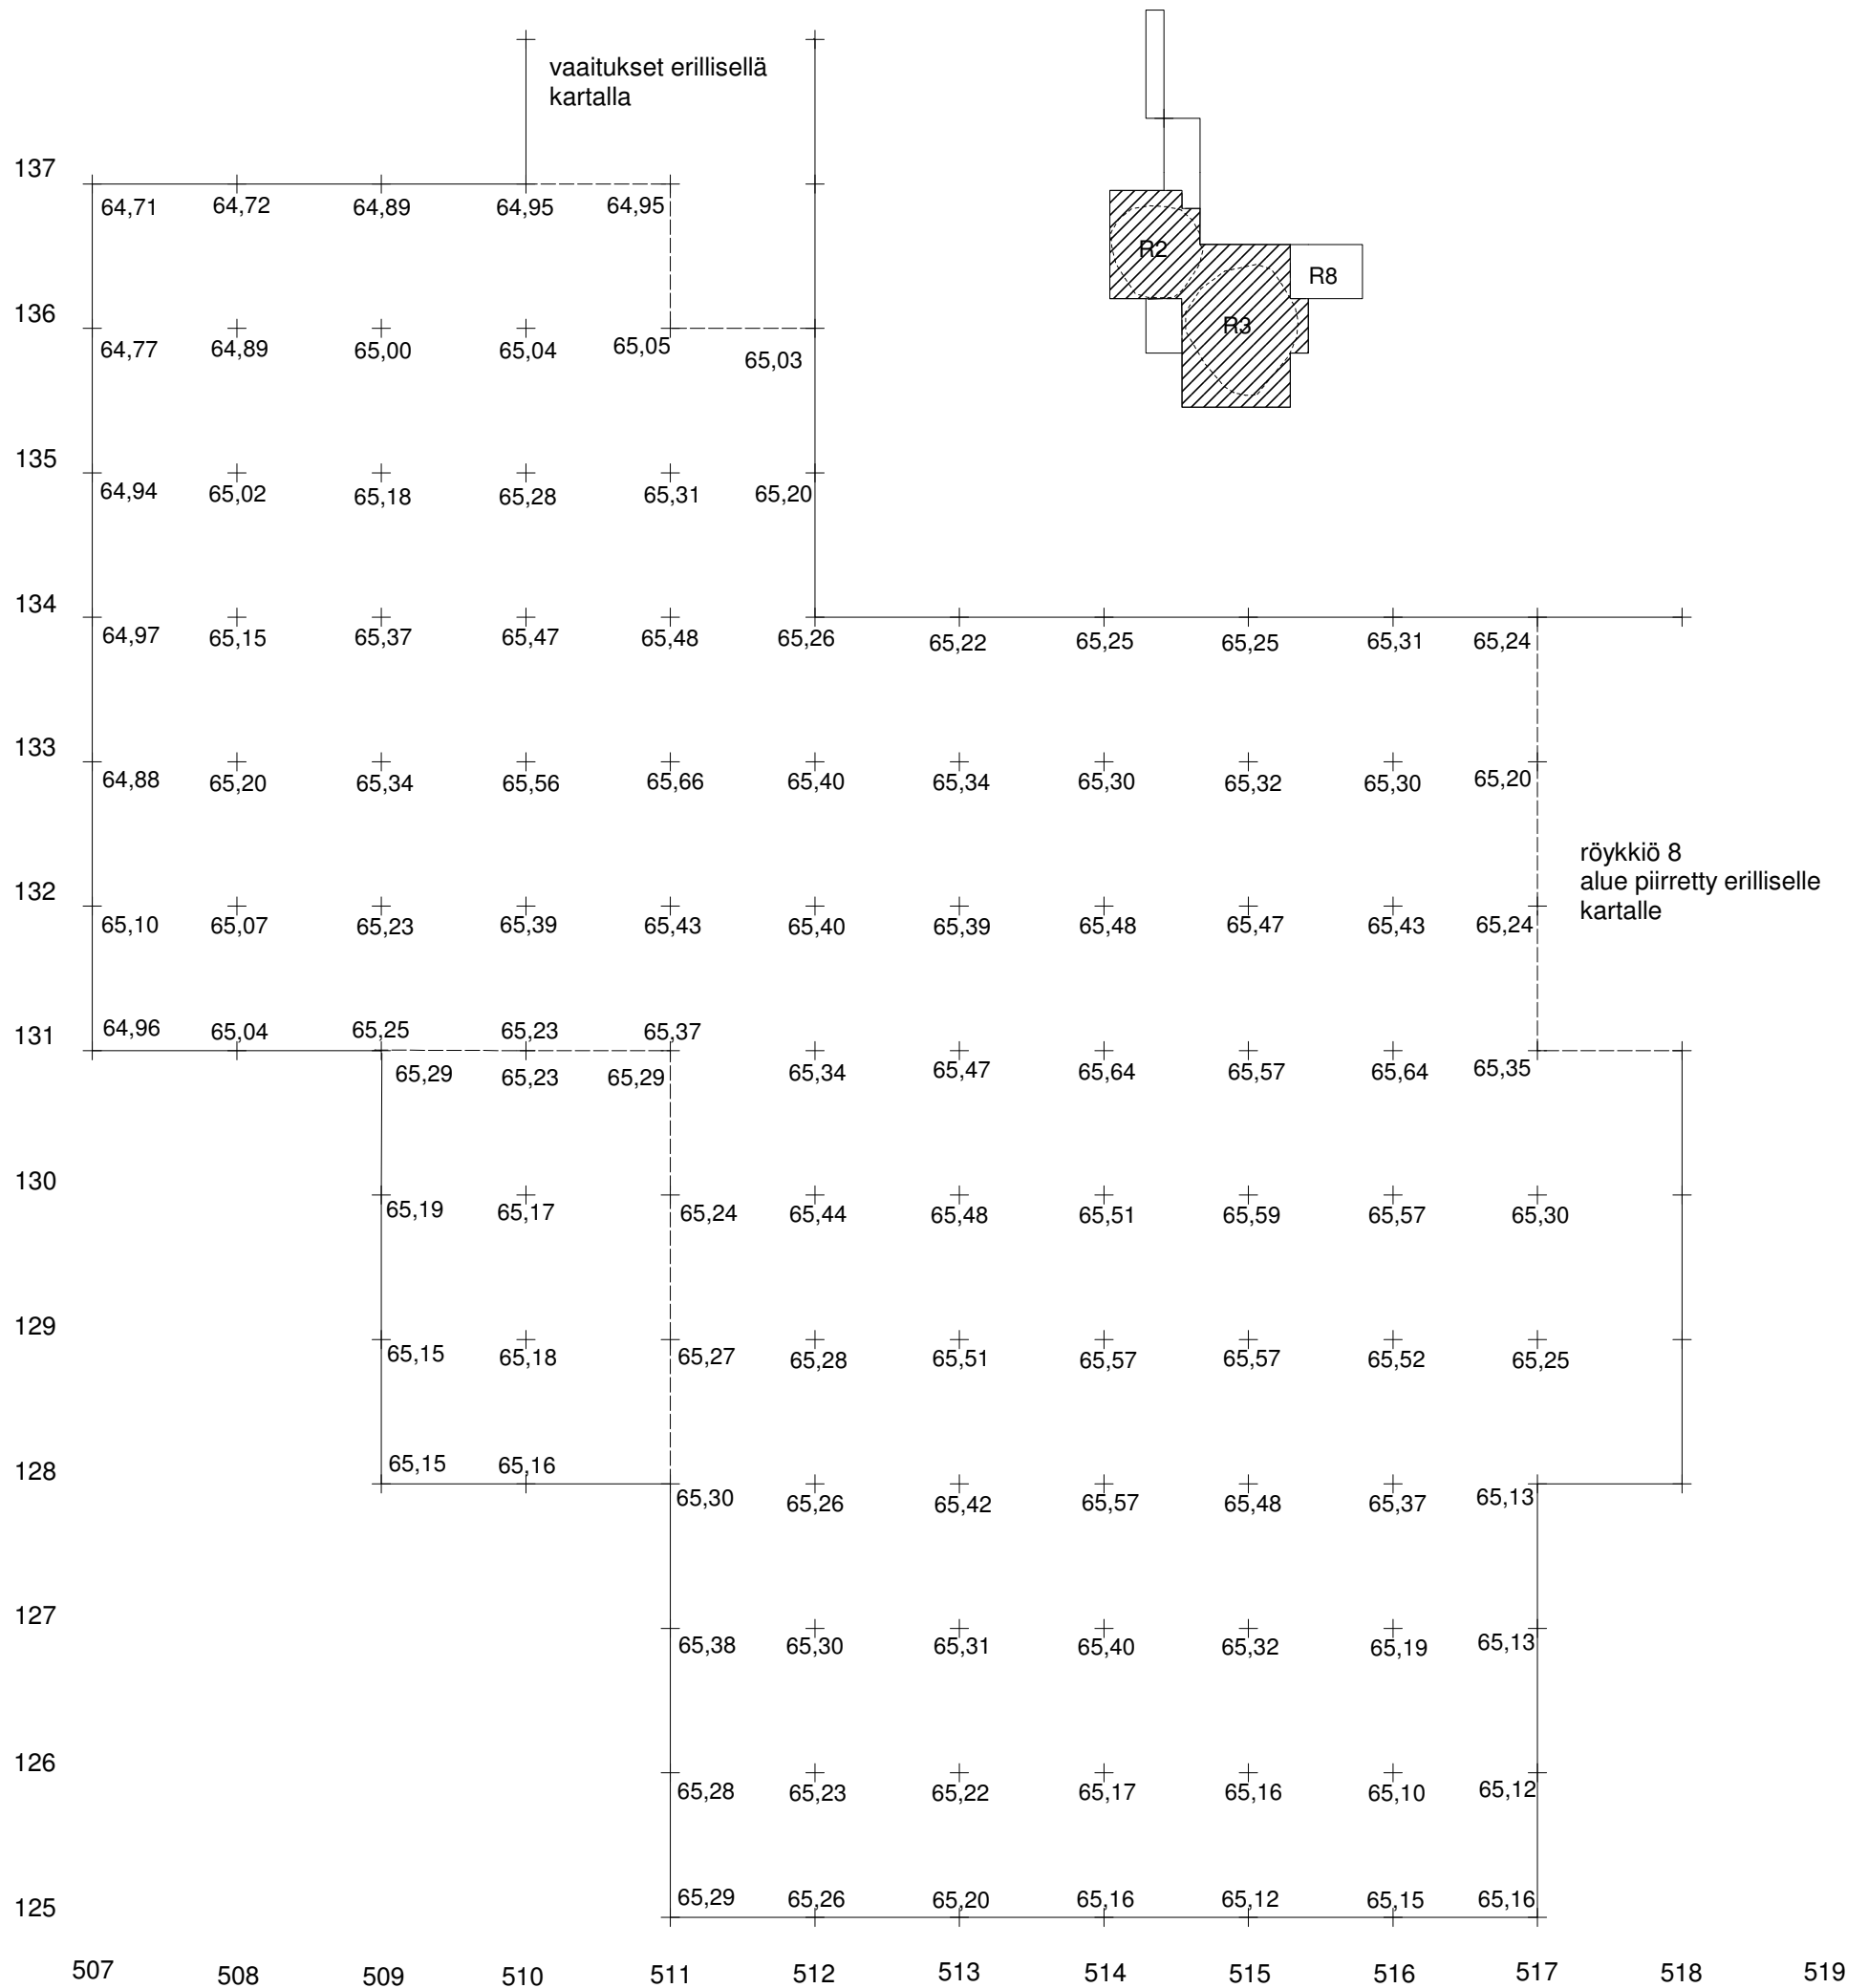 vaaitukset erillisellä
kartalla
R2
R8
R3
137
64,71 64,72 64,89 64,95 64,95
136
64,77 64,89 65,00 65,04 65,05 65,03
135
64,94 65,02 65,18 65,28 65,31 65,20
134
64,97 65,15 65,37 65,47 65,48 65,26 65,22 65,25 65,25 65,31 65,24
133
64,88 65,20 65,34 65,56 65,66 65,40 65,34 65,30 65,32 65,30 65,20
röykkiö 8
alue piirretty erilliselle
kartalle
132
65,10 65,07 65,23 65,39 65,43 65,40 65,39 65,48 65,47 65,43 65,24
131
64,96 65,04 65,25 65,23 65,37
65,29 65,23 65,29 65,34 65,47 65,64 65,57 65,64 65,35
130
65,19 65,17 65,24 65,44 65,48 65,51 65,59 65,57 65,30
129
65,15 65,18 65,27 65,28 65,51 65,57 65,57 65,52 65,25
128
65,15 65,16
65,30 65,26 65,42 65,57 65,48 65,37 65,13
127
65,38 65,30 65,31 65,40 65,32 65,19 65,13
126
65,28 65,23 65,22 65,17 65,16 65,10 65,12
125
65,29 65,26 65,20 65,16 65,12 65,15 65,16
507 508 509 510 511 512 513 514 515 516 517 518 519